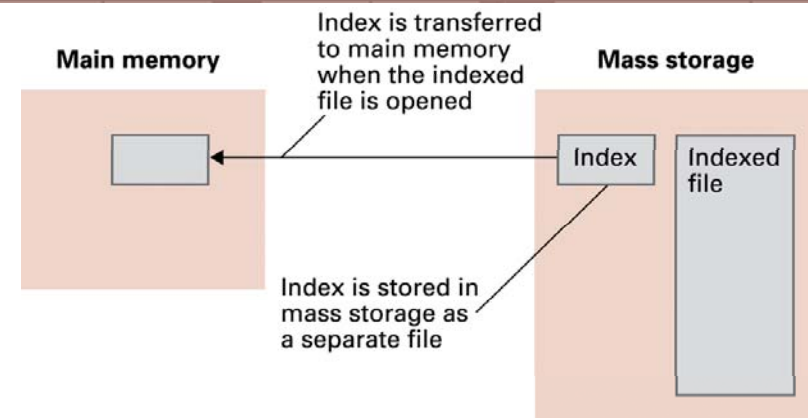 Index is transferred
to main memory
when the indexed
file is opened
Main memory
Mass storage
Index
Indexed
file
Index is stored in
mass storage as
a separate file